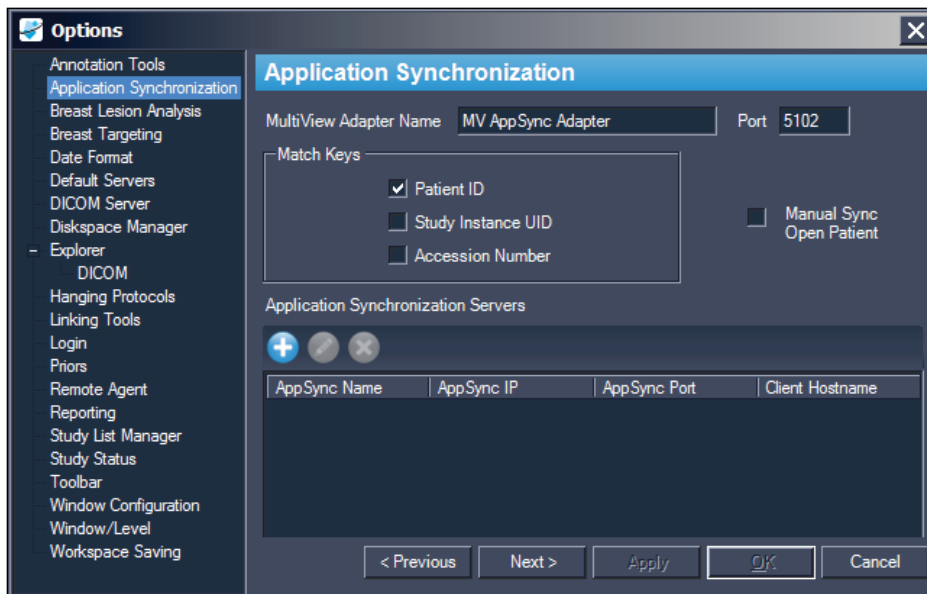 Options
Annotation Tools
Application Synchronization
Breast Lesion Analysis
Breast Targeting
Date Format
Default Servers
DICOM Server
Diskspace Manager
Explorer
DICOM
Hanging Protocols
Linking Tools
Login
Priors
Remote Agent
Reporting
Study List Manager
Study Status
Toolbar
Window Configuration
Window/Level
Workspace Saving
Application Synchronization
MultiView Adapter Name MV AppSync Adapter Port 5102
Match Keys
Patient ID
Study Instance UID
Accession Number
Manual Sync
Open Patient
Application Synchronization Servers
AppSync Name AppSync IP AppSync Port Client Hostname
< Previous Next > Apply OK Cancel